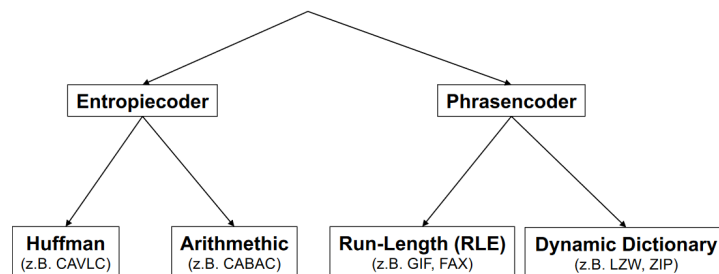 Entropiecoder
Phrasencoder
Huffman
(z.B. CAVLC)
Arithmethic
(z.B. CABAC)
Run-Length (RLE)
(z.B. GIF, FAX)
Dynamic Dictionary
(z.B. LZW, ZIP)